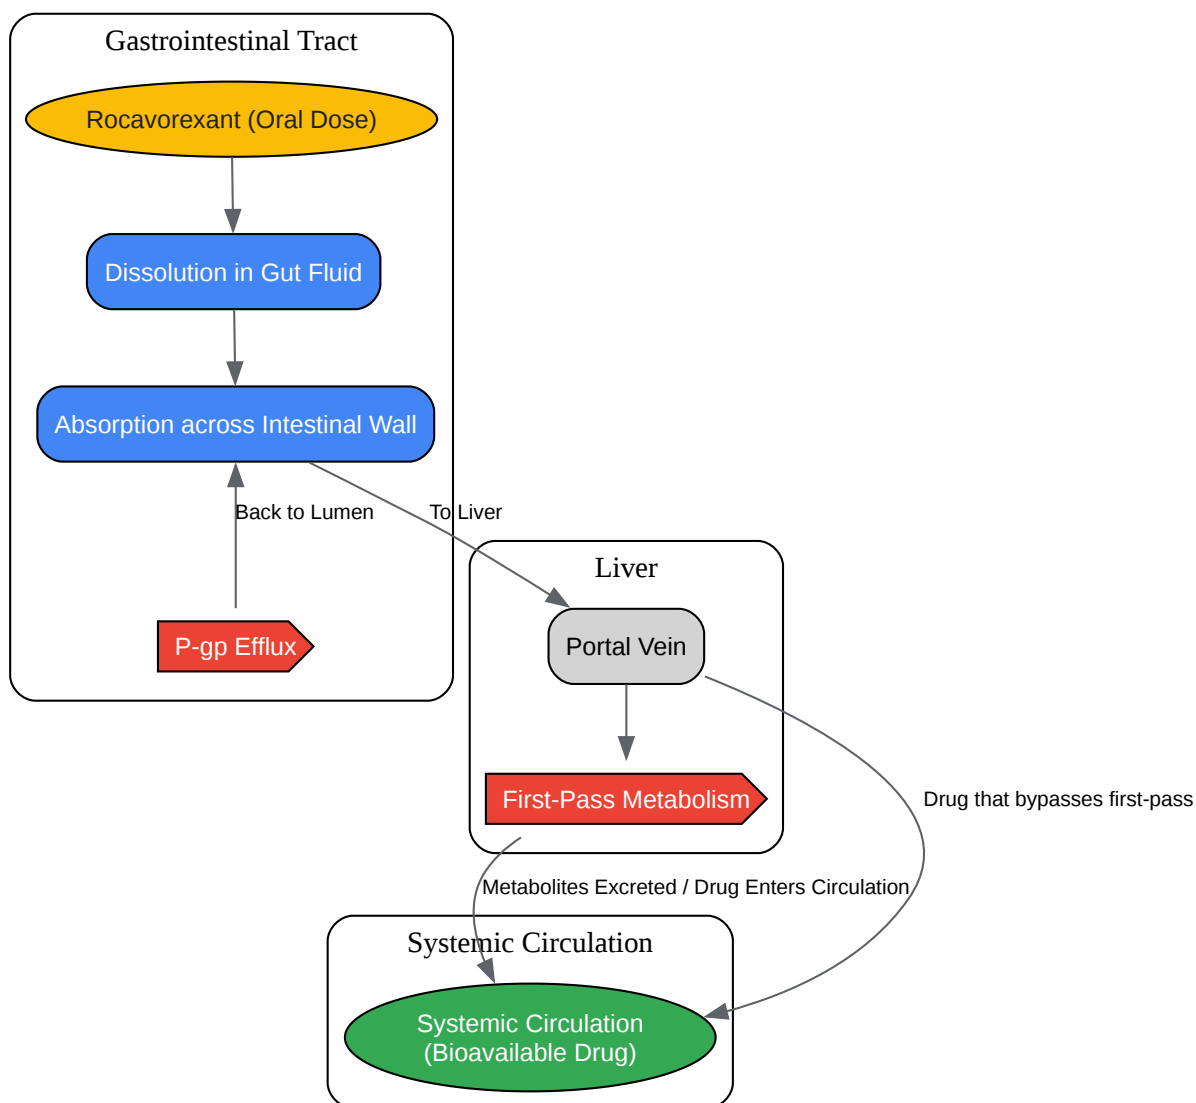 Gastrointestinal Tract
Rocavorexant (Oral Dose)
Dissolution in Gut Fluid
Absorption across Intestinal Wall
Back to Lumen
To Liver
P-gp Efflux
Liver
Portal Vein
First-Pass Metabolism
Drug that bypasses first-pass
Metabolites Excreted / Drug Enters Circulation
Systemic Circulation
Systemic Circulation
(Bioavailable Drug)